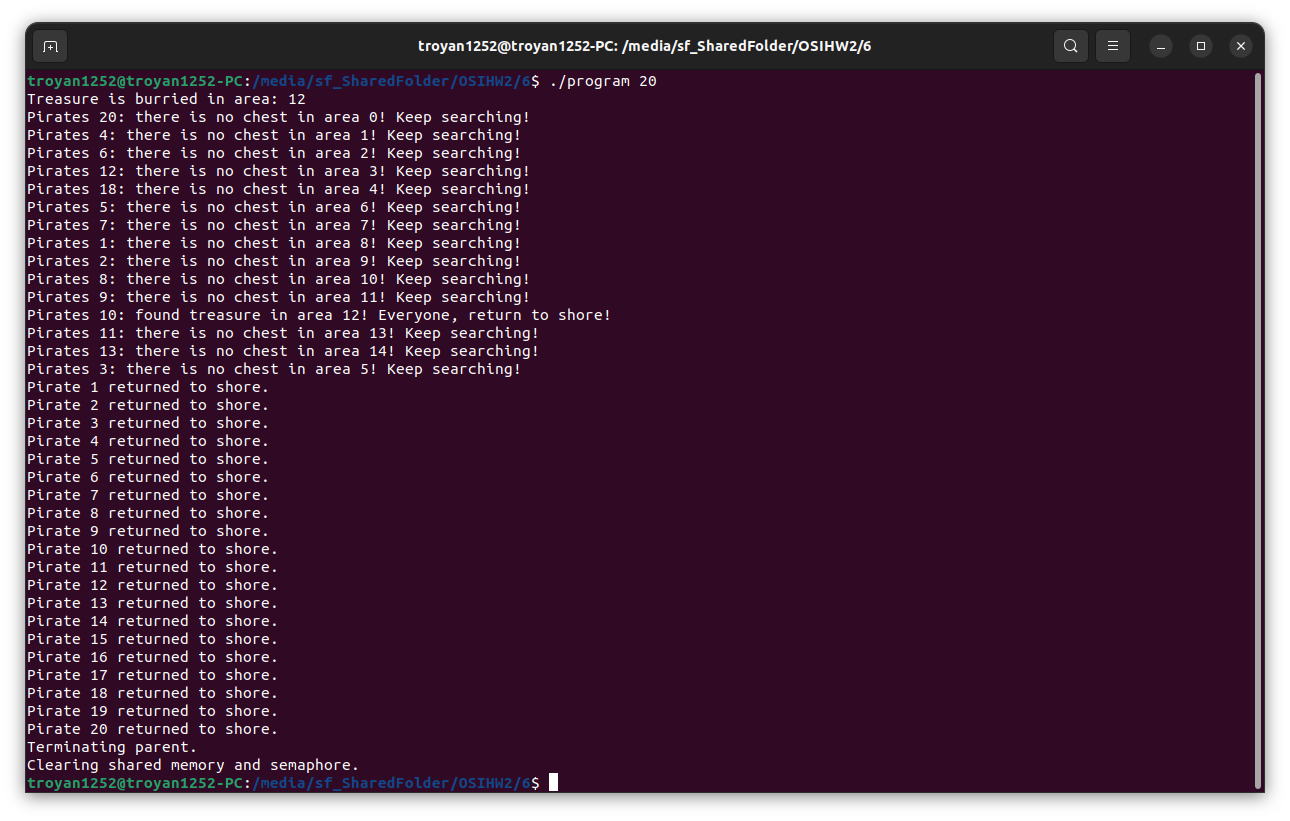 troyan1252@troyan1252-PC: /media/sf_SharedFolder/OSIHW2/6
troyan1252@troyan1252-PC:/media/sf_SharedFolder/OSIHW2/6$ ./program 20
Treasure is burried in area: 12
Pirates 20: there is no chest in area 0! Keep searching!
Pirates 4: there is no chest in area 1! Keep searching!
Pirates 6: there is no chest in area 2! Keep searching!
Pirates 12: there is no chest in area 3! Keep searching!
Pirates 18: there is no chest in area 4! Keep searching!
Pirates 5: there is no chest in area 6! Keep searching!
Pirates 7: there is no chest in area 7! Keep searching!
Pirates 1: there is no chest in area 8! Keep searching!
Pirates 2: there is no chest in area 9! Keep searching!
Pirates 8: there is no chest in area 10! Keep searching!
Pirates 9: there is no chest in area 11! Keep searching!
Pirates 10: found treasure in area 12! Everyone, return to shore!
Pirates 11: there is no chest in area 13! Keep searching!
Pirates 13: there is no chest in area 14! Keep searching!
Pirates 3: there is no chest in area 5! Keep searching!
Pirate 1 returned to shore.
Pirate 2 returned to shore.
Pirate 3 returned to shore.
Pirate 4 returned to shore.
Pirate 5 returned to shore.
Pirate 6 returned to shore.
Pirate 7 returned to shore.
Pirate 8 returned to shore.
Pirate 9 returned to shore.
Pirate 10 returned to shore.
Pirate 11 returned to shore.
Pirate 12 returned to shore.
Pirate 13 returned to shore.
Pirate 14 returned to shore.
Pirate 15 returned to shore.
Pirate 16 returned to shore.
Pirate 17 returned to shore.
Pirate 18 returned to shore.
Pirate 19 returned to shore.
Pirate 20 returned to shore.
Terminating parent.
Clearing shared memory and semaphore.
troyan1252@troyan1252-PC:/media/sf_SharedFolder/OSIHW2/6$